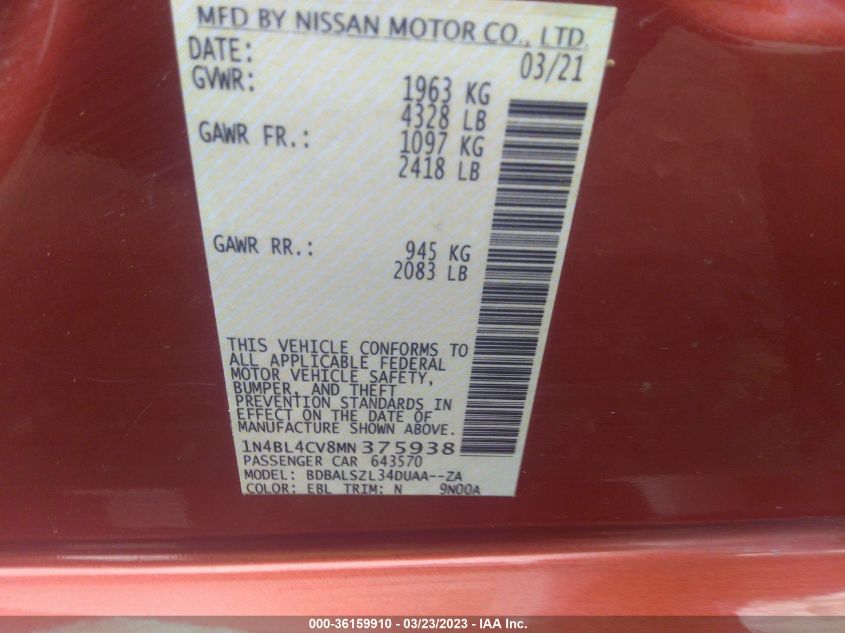 MFD BY NISSAN MOTOR CO., LTD.
DATE: 03/21
GVWR: 1963 KG
4328 LB
GAWR FR.: 1097 KG
2418 LB
GAWR RR.: 945 KG
2083 LB
THIS VEHICLE CONFORMS TO
ALL APPLICABLE FEDERAL
MOTOR VEHICLE SAFETY,
BUMPER, AND THEFT
PREVENTION STANDARDS IN
EFFECT ON THE DATE OF
MANUFACTURE SHOWN ABOVE.
1N4BL4CV8MN375938
PASSENGER CAR 643570
MODEL: BDBALSZL34DUAA--ZA
COLOR: EBL TRIM: N 9N00A
000-36159910 - 03/23/2023 - IAA Inc.